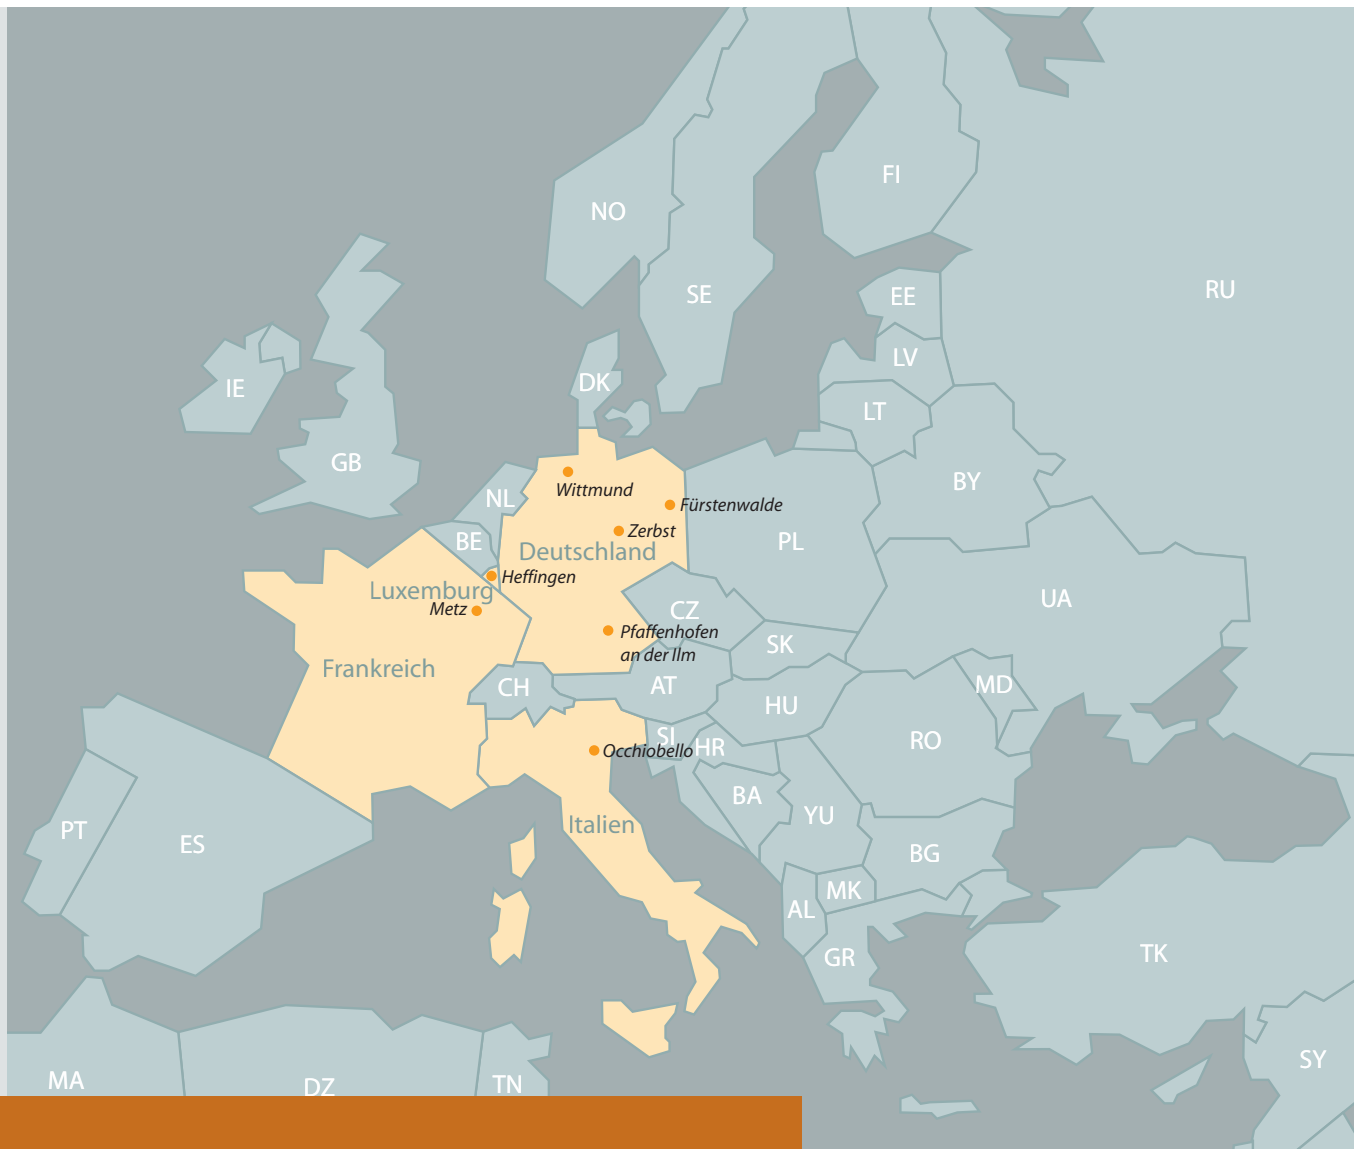 FI
NO
RU
SE
EE
LV
DK
IE
LT
GB
BY
NL
Wittmund
Fürstenwalde
Zerbst
BE
PL
Deutschland
Heffingen
Luxemburg
UA
Metz
CZ
Pfaffenhofen
an der Ilm
SK
Frankreich
CH
AT
MD
HU
SI
HR
RO
Occhiobello
BA
YU
Italien
PT
ES
BG
MK
AL
GR
TK
SY
MA
DZ
TN